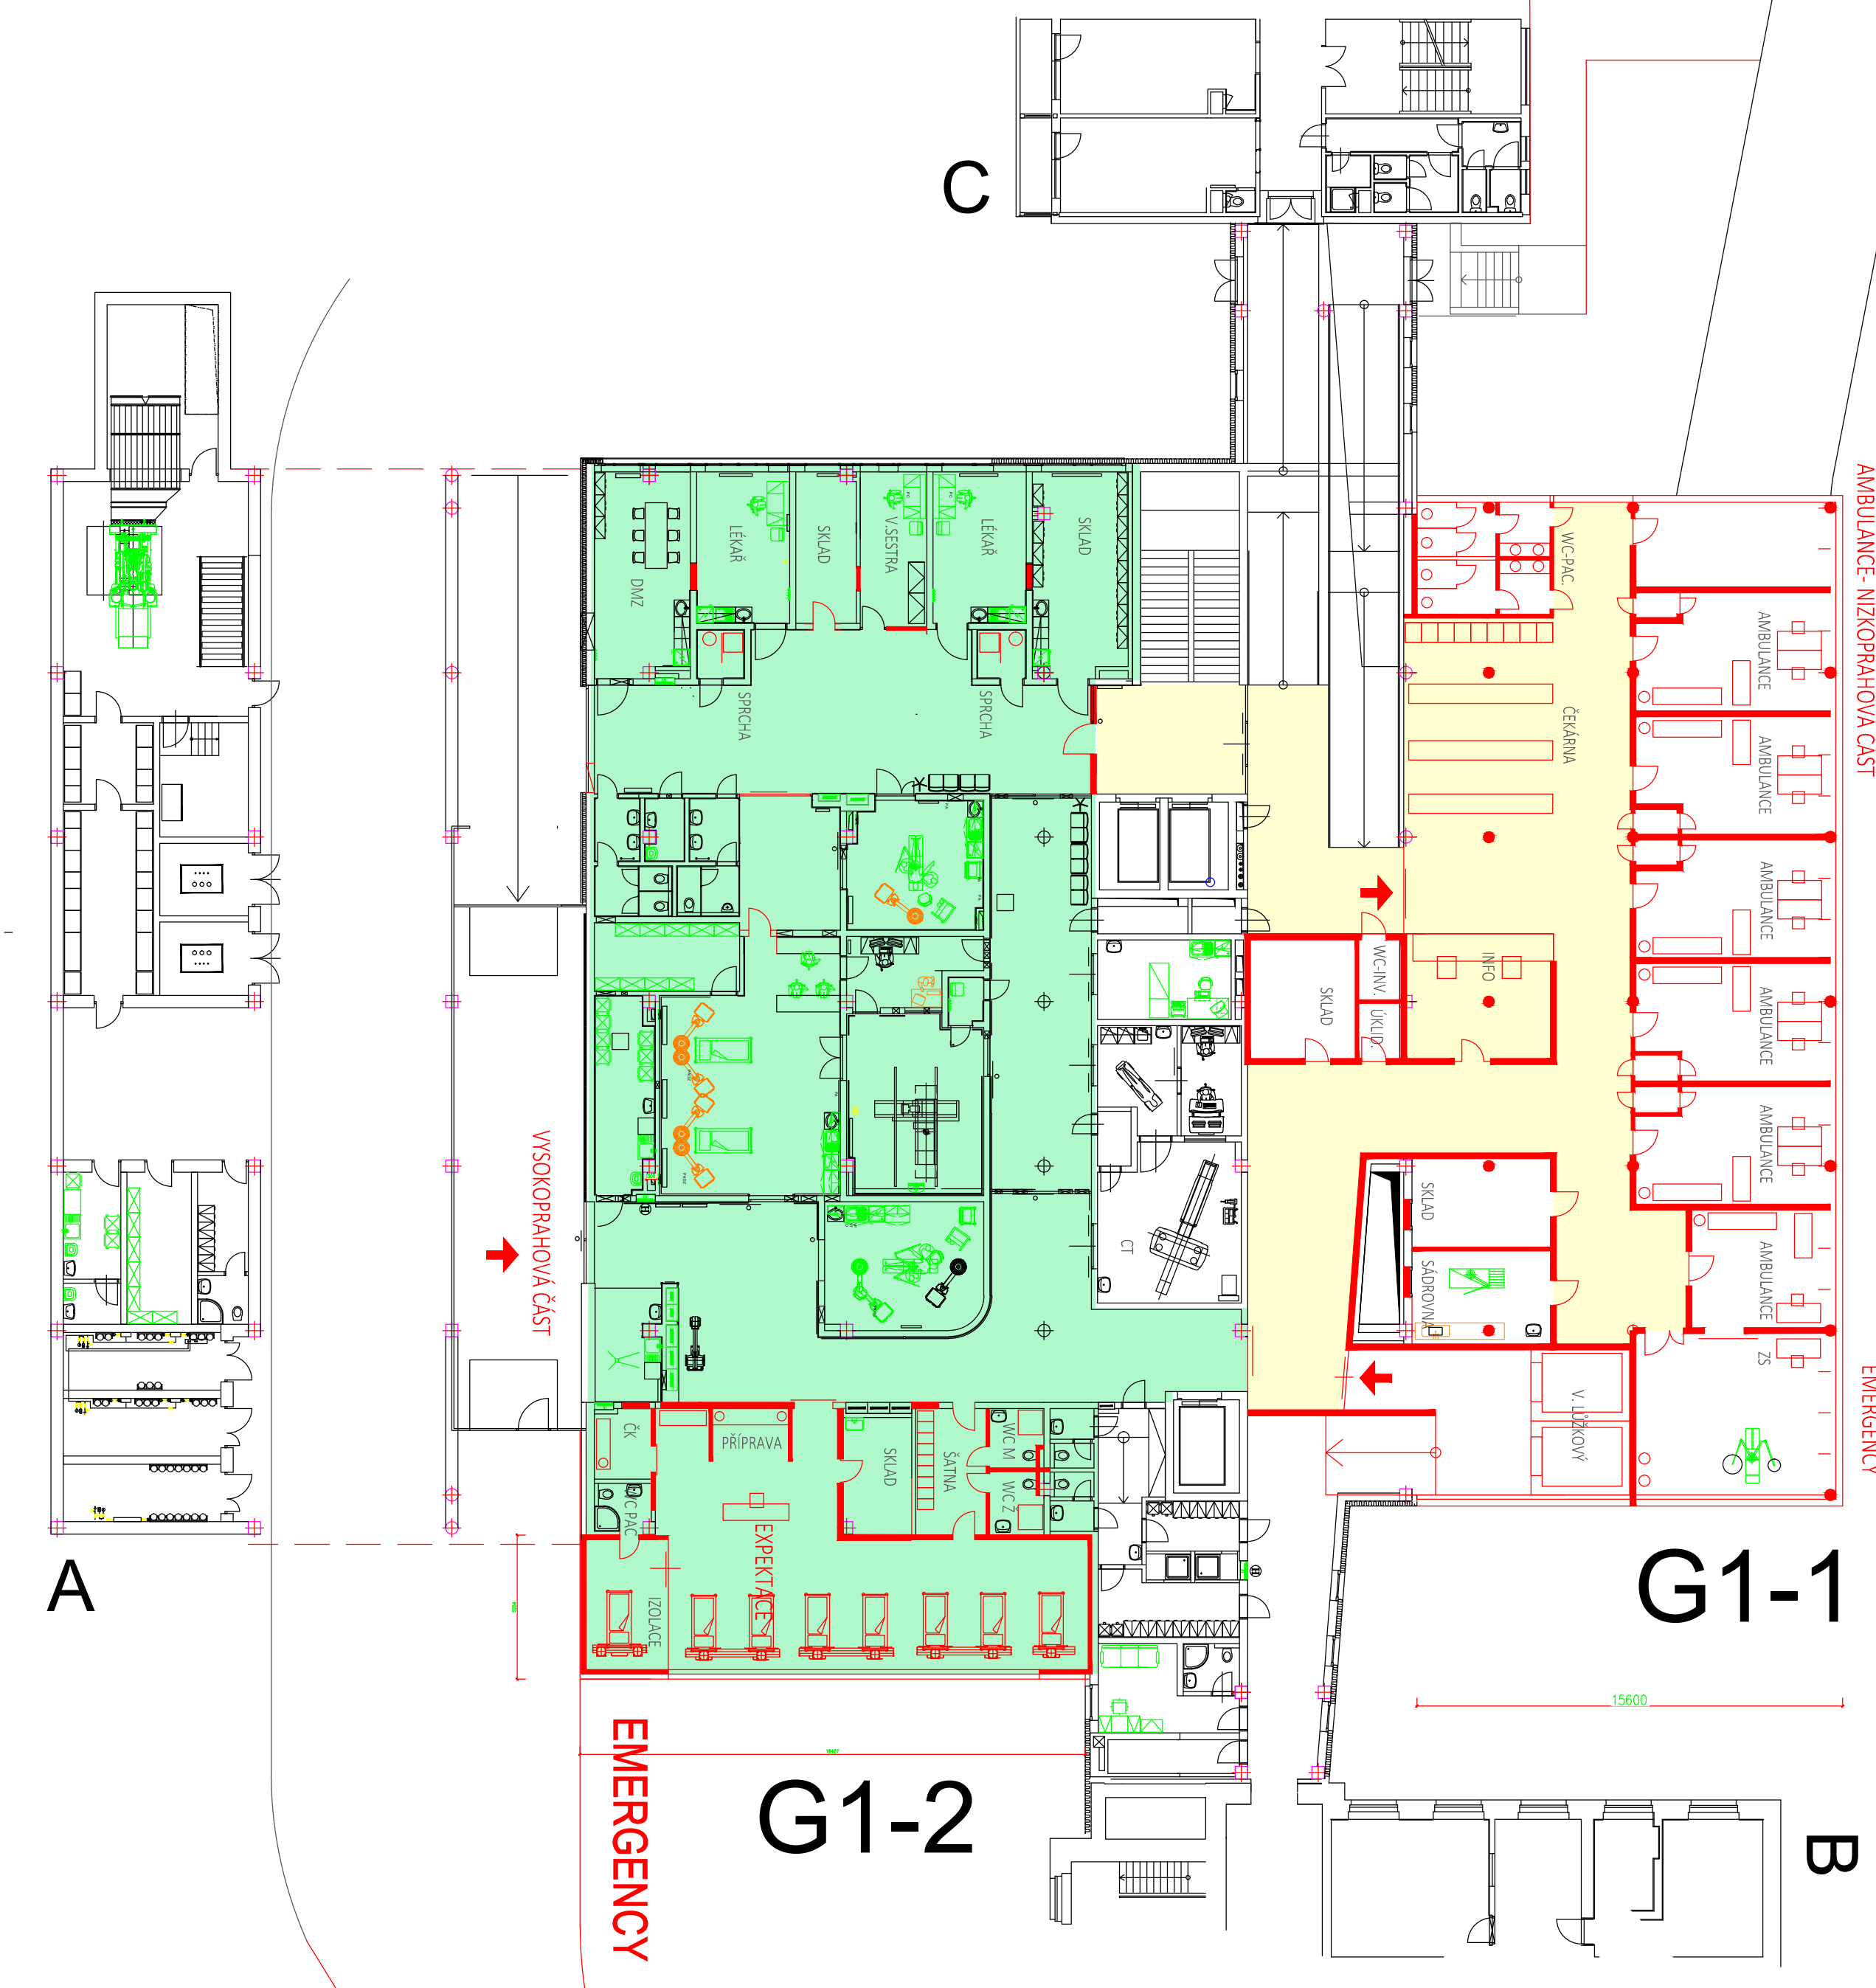 C
AMBULANCE- NÍZKOPRAHOVÁ ČÁST
DMZ
LÉKAŘ
SKLAD
V.SESTRA
LÉKAŘ
SKLAD
SPRCHA
SPRCHA
WC-PAC.
ČEKÁRNA
AMBULANCE
AMBULANCE
AMBULANCE
AMBULANCE
AMBULANCE
AMBULANCE
SKLAD
WC-INV.
ÚKLID.
INFO
CT
SKLAD
SÁDROVNA
ZS
V. LŮŽKOVÝ
EMERGENCY
VYSOKOPRAHOVÁ ČÁST
ČK
PŘÍPRAVA
SKLAD
ŠATNA
WC M
WC Ž
WC PAC
EXPEKTACE
IZOLACE
A
G1-1
15600
EMERGENCY
G1-2
B